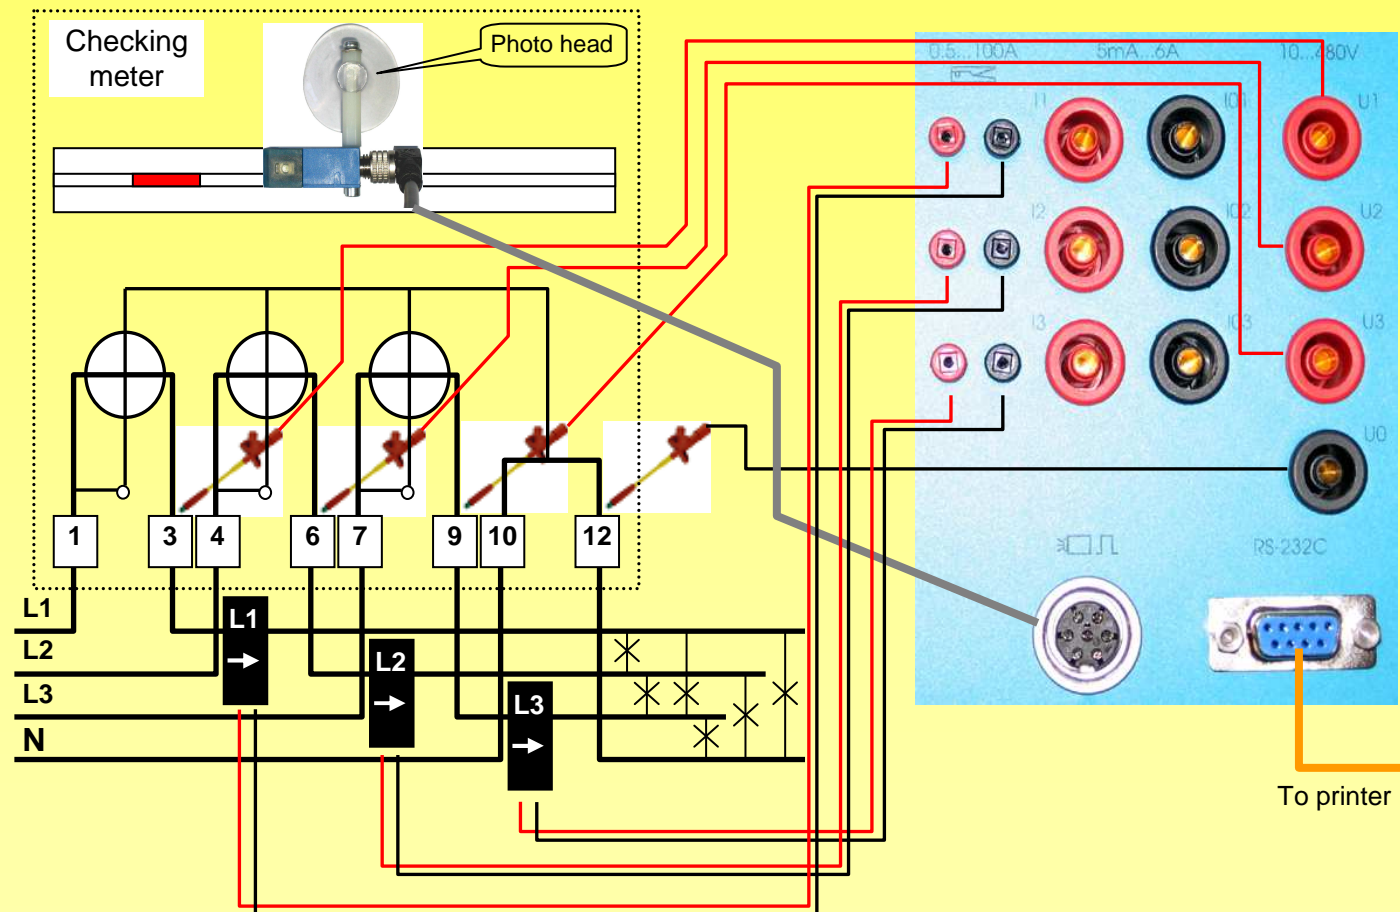 Checking
meter
Photo head
0.5...100A
5mA...6A
10...480V
I1
I01
U1
I2
I02
U2
I3
I03
U3
U0
1
3
4
6
7
9
10
12
RS-232C
L1
L2
L3
N
L1
L2
L3
To printer